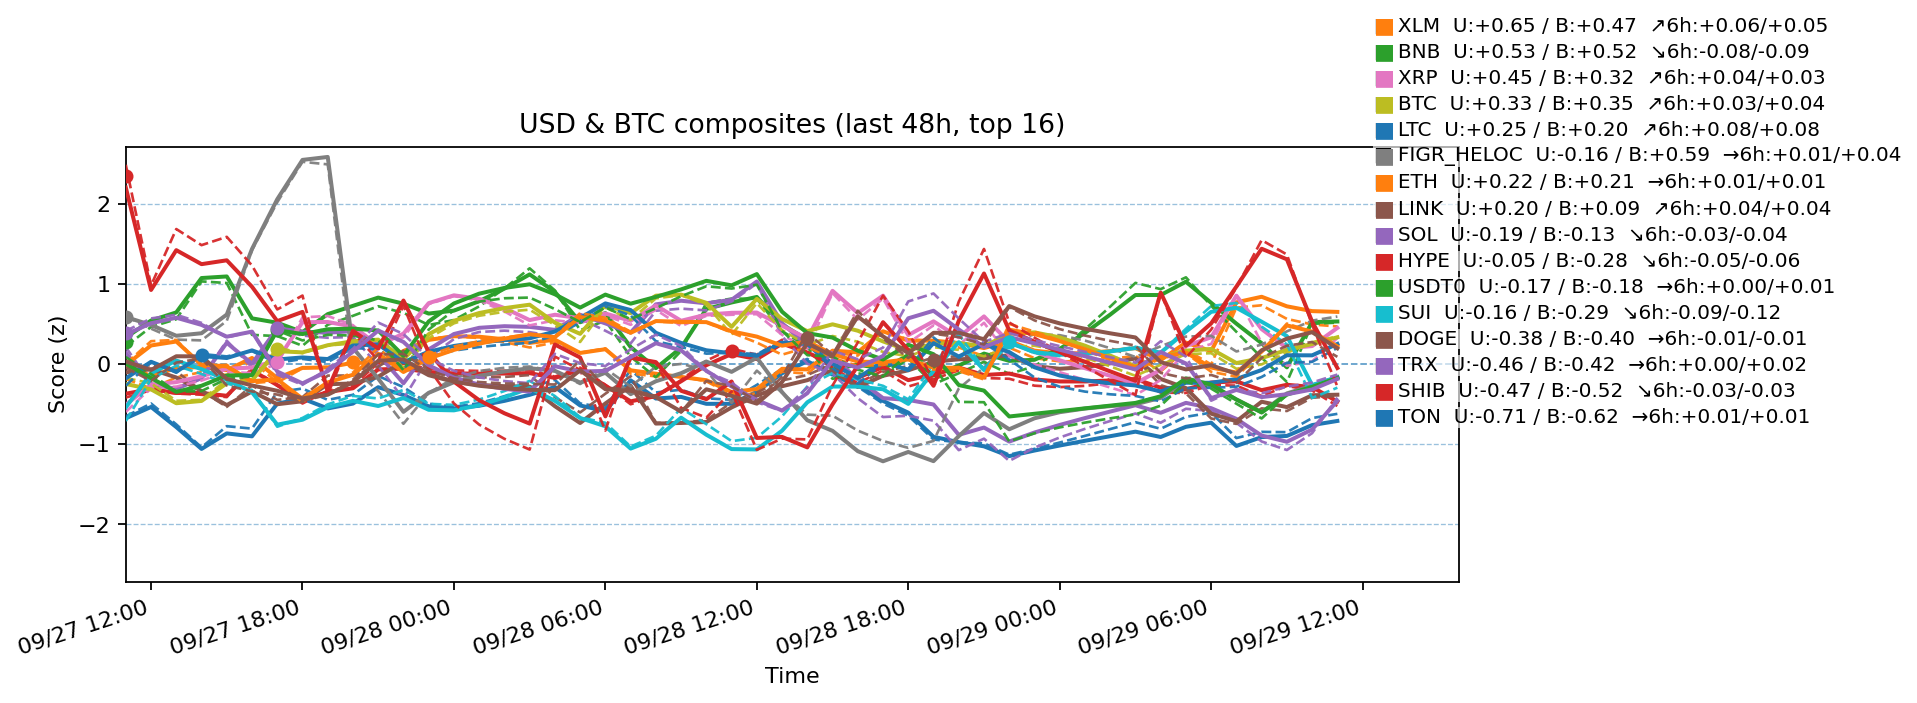 XLM U:+0.65 / B:+0.47 ↗6h:+0.06/+0.05
BNB U:+0.53 / B:+0.52 ↘6h:-0.08/-0.09
XRP U:+0.45 / B:+0.32 ↗6h:+0.04/+0.03
BTC U:+0.33 / B:+0.35 ↗6h:+0.03/+0.04
LTC U:+0.25 / B:+0.20 ↗6h:+0.08/+0.08
FIGR_HELOC U:-0.16 / B:+0.59 →6h:+0.01/+0.04
ETH U:+0.22 / B:+0.21 →6h:+0.01/+0.01
LINK U:+0.20 / B:+0.09 ↗6h:+0.04/+0.04
SOL U:-0.19 / B:-0.13 ↘6h:-0.03/-0.04
HYPE U:-0.05 / B:-0.28 ↘6h:-0.05/-0.06
USDT0 U:-0.17 / B:-0.18 →6h:+0.00/+0.01
SUI U:-0.16 / B:-0.29 ↘6h:-0.09/-0.12
DOGE U:-0.38 / B:-0.40 →6h:-0.01/-0.01
TRX U:-0.46 / B:-0.42 →6h:+0.00/+0.02
SHIB U:-0.47 / B:-0.52 ↘6h:-0.03/-0.03
TON U:-0.71 / B:-0.62 →6h:+0.01/+0.01
USD & BTC composites (last 48h, top 16)
Score (z)
2
1
0
−1
−2
09/27 12:00
09/27 18:00
09/28 00:00
09/28 06:00
09/28 12:00
09/28 18:00
09/29 00:00
09/29 06:00
09/29 12:00
Time